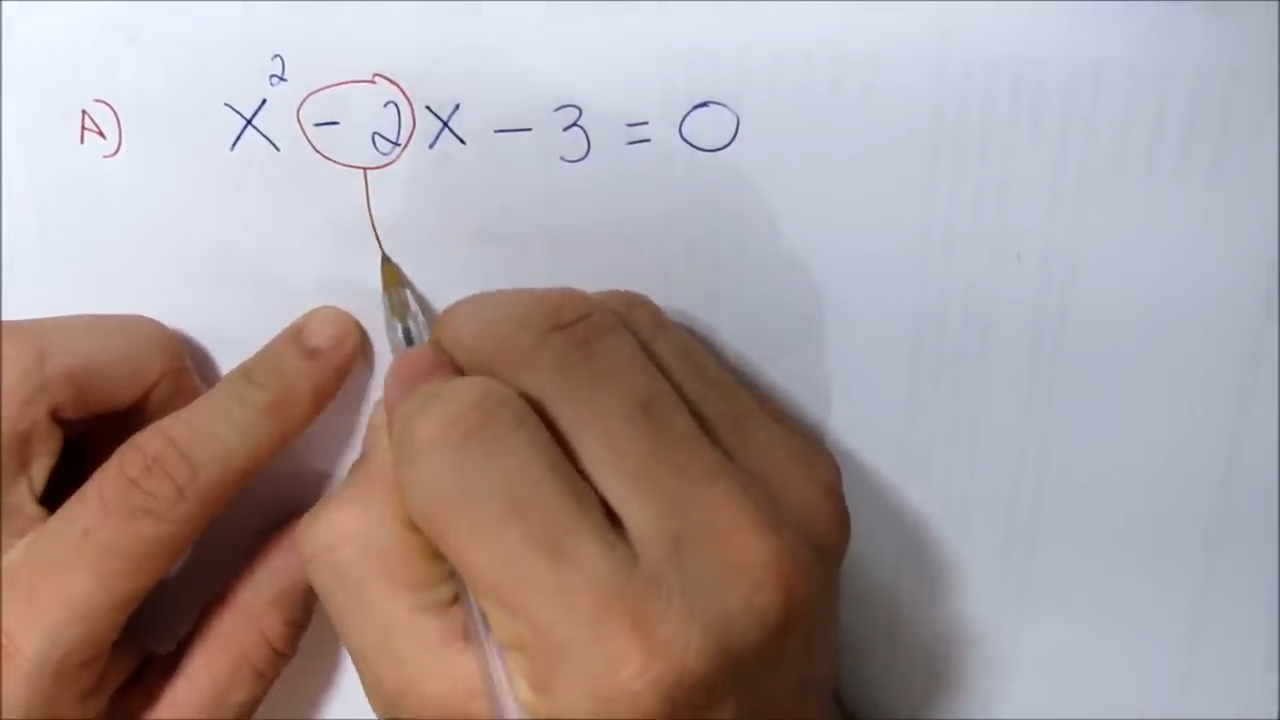 A) x² - 2x - 3 = 0